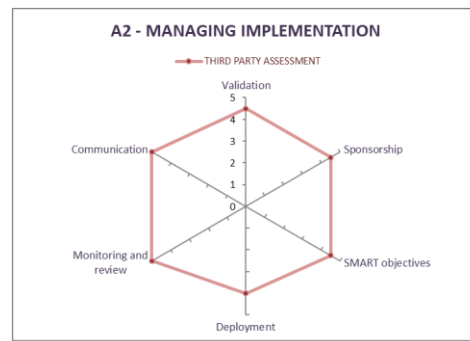 A2 - MANAGING IMPLEMENTATION
THIRD PARTY ASSESSMENT
Validation
5
4
3
2
1
0
Sponsorship
SMART objectives
Deployment
Monitoring and
review
Communication